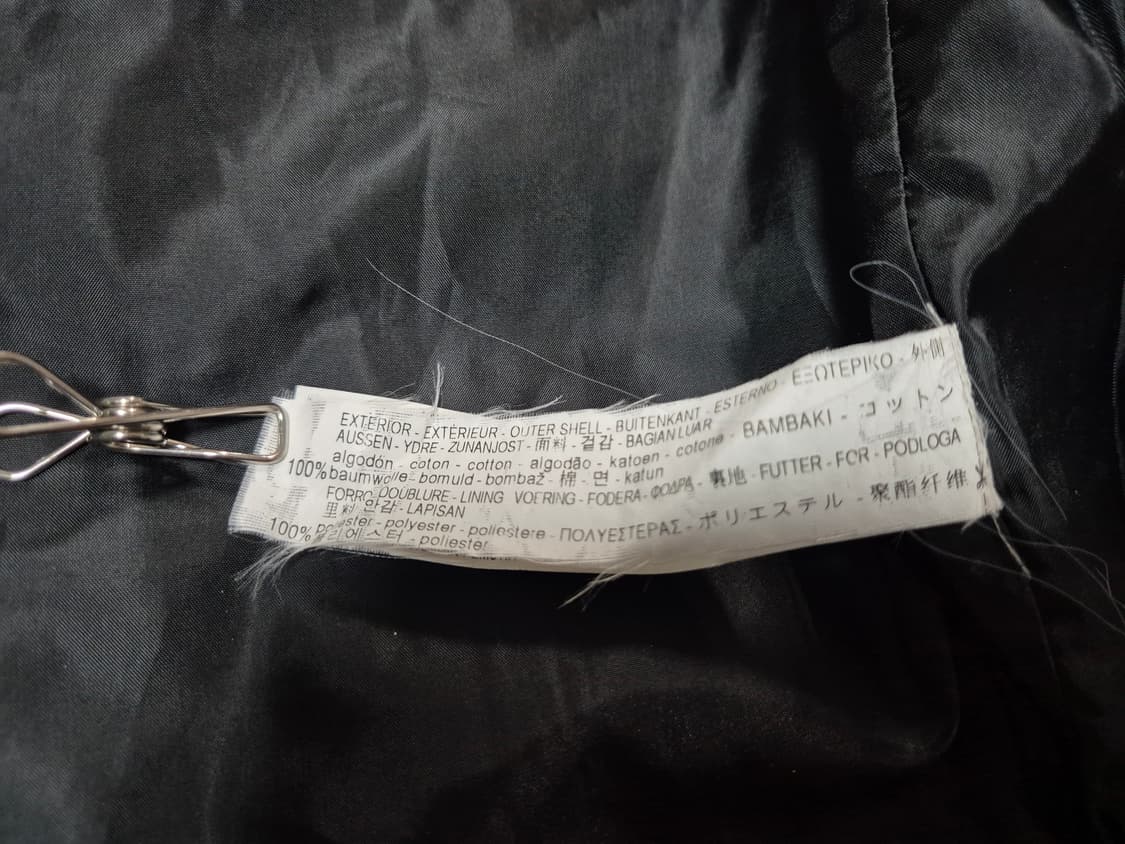 EXTERIOR - EXTÉRIEUR - OUTER SHELL - BUITENKANT - ESTERNO - ΕΞΩΤΕΡΙΚΟ - 外側
AUSSEN - YDRE - ZUNANJOST - 面料 - 겉감 - BAGIAN LUAR
algodón - coton - cotton - algodão - katoen - cotone - BAMBAKI - コットン
100% baumwolle - bomuld - bombaž - 棉 - 면 - katun
FORRO DOUBLURE - LINING VOERING - FODERA - ΦΟΔΡΑ - 裏地 - FUTTER - FOR - PODLOGA
里料 안감 - LAPISAN
100% polyester - poliestere - ΠΟΛΥΕΣΤΕΡΑΣ - ポリエステル - 聚酯纤维
poliester